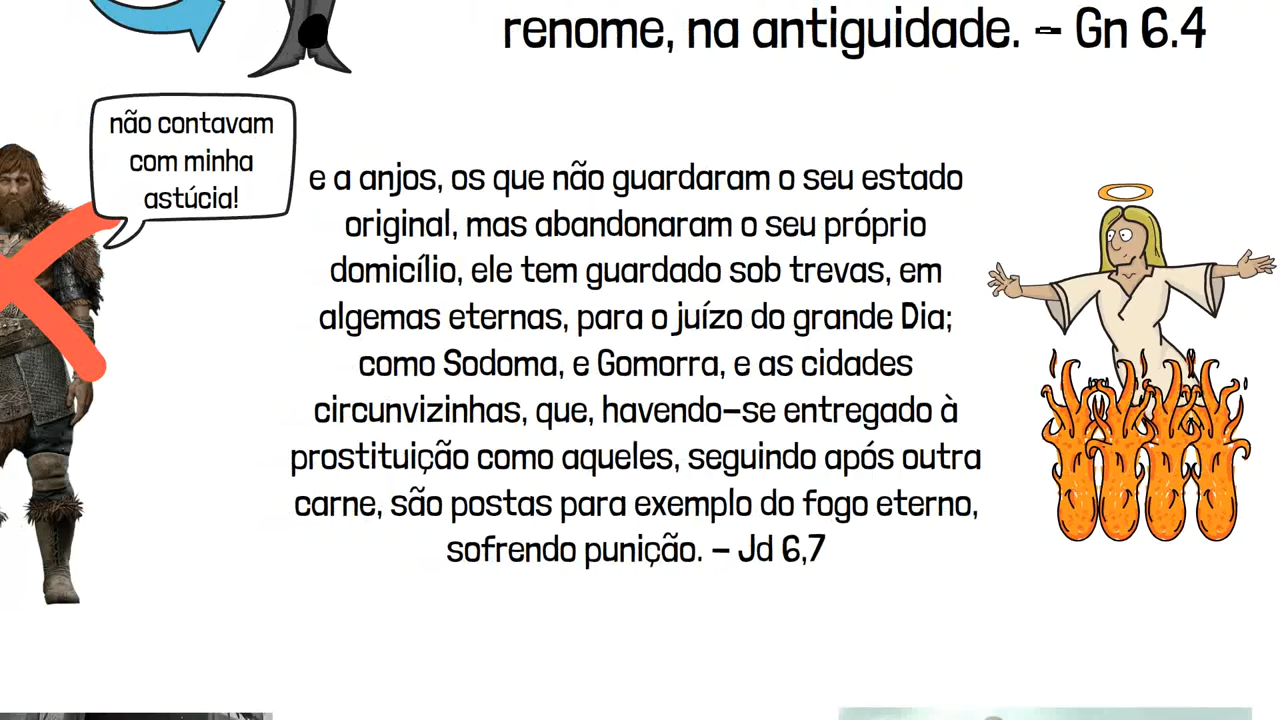 renome, na antiguidade. - Gn 6.4
não contavam
com minha
astúcia!
e a anjos, os que não guardaram o seu estado
original, mas abandonaram o seu próprio
domicílio, ele tem guardado sob trevas, em
algemas eternas, para o juízo do grande Dia;
como Sodoma, e Gomorra, e as cidades
circunvizinhas, que, havendo-se entregado à
prostituição como aqueles, seguindo após outra
carne, são postas para exemplo do fogo eterno,
sofrendo punição. - Jd 6,7